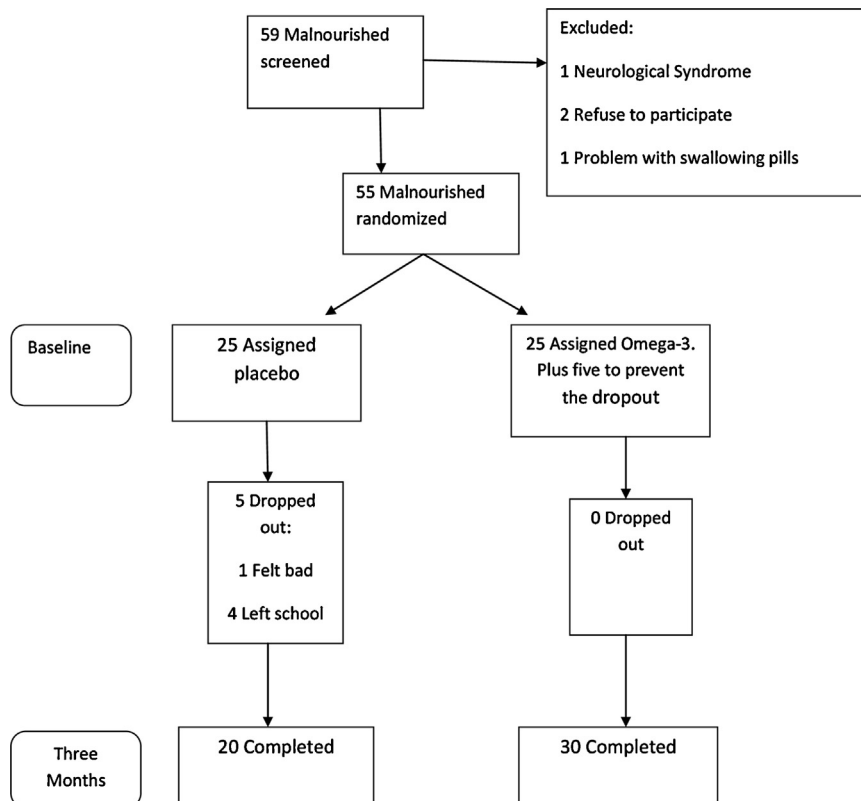 59 Malnourished
screened
Excluded:
1 Neurological Syndrome
2 Refuse to participate
1 Problem with swallowing pills
55 Malnourished
randomized
Baseline
25 Assigned
placebo
25 Assigned Omega-3.
Plus five to prevent
the dropout
5 Dropped
out:
1 Felt bad
4 Left school
0 Dropped
out
Three
Months
20 Completed
30 Completed